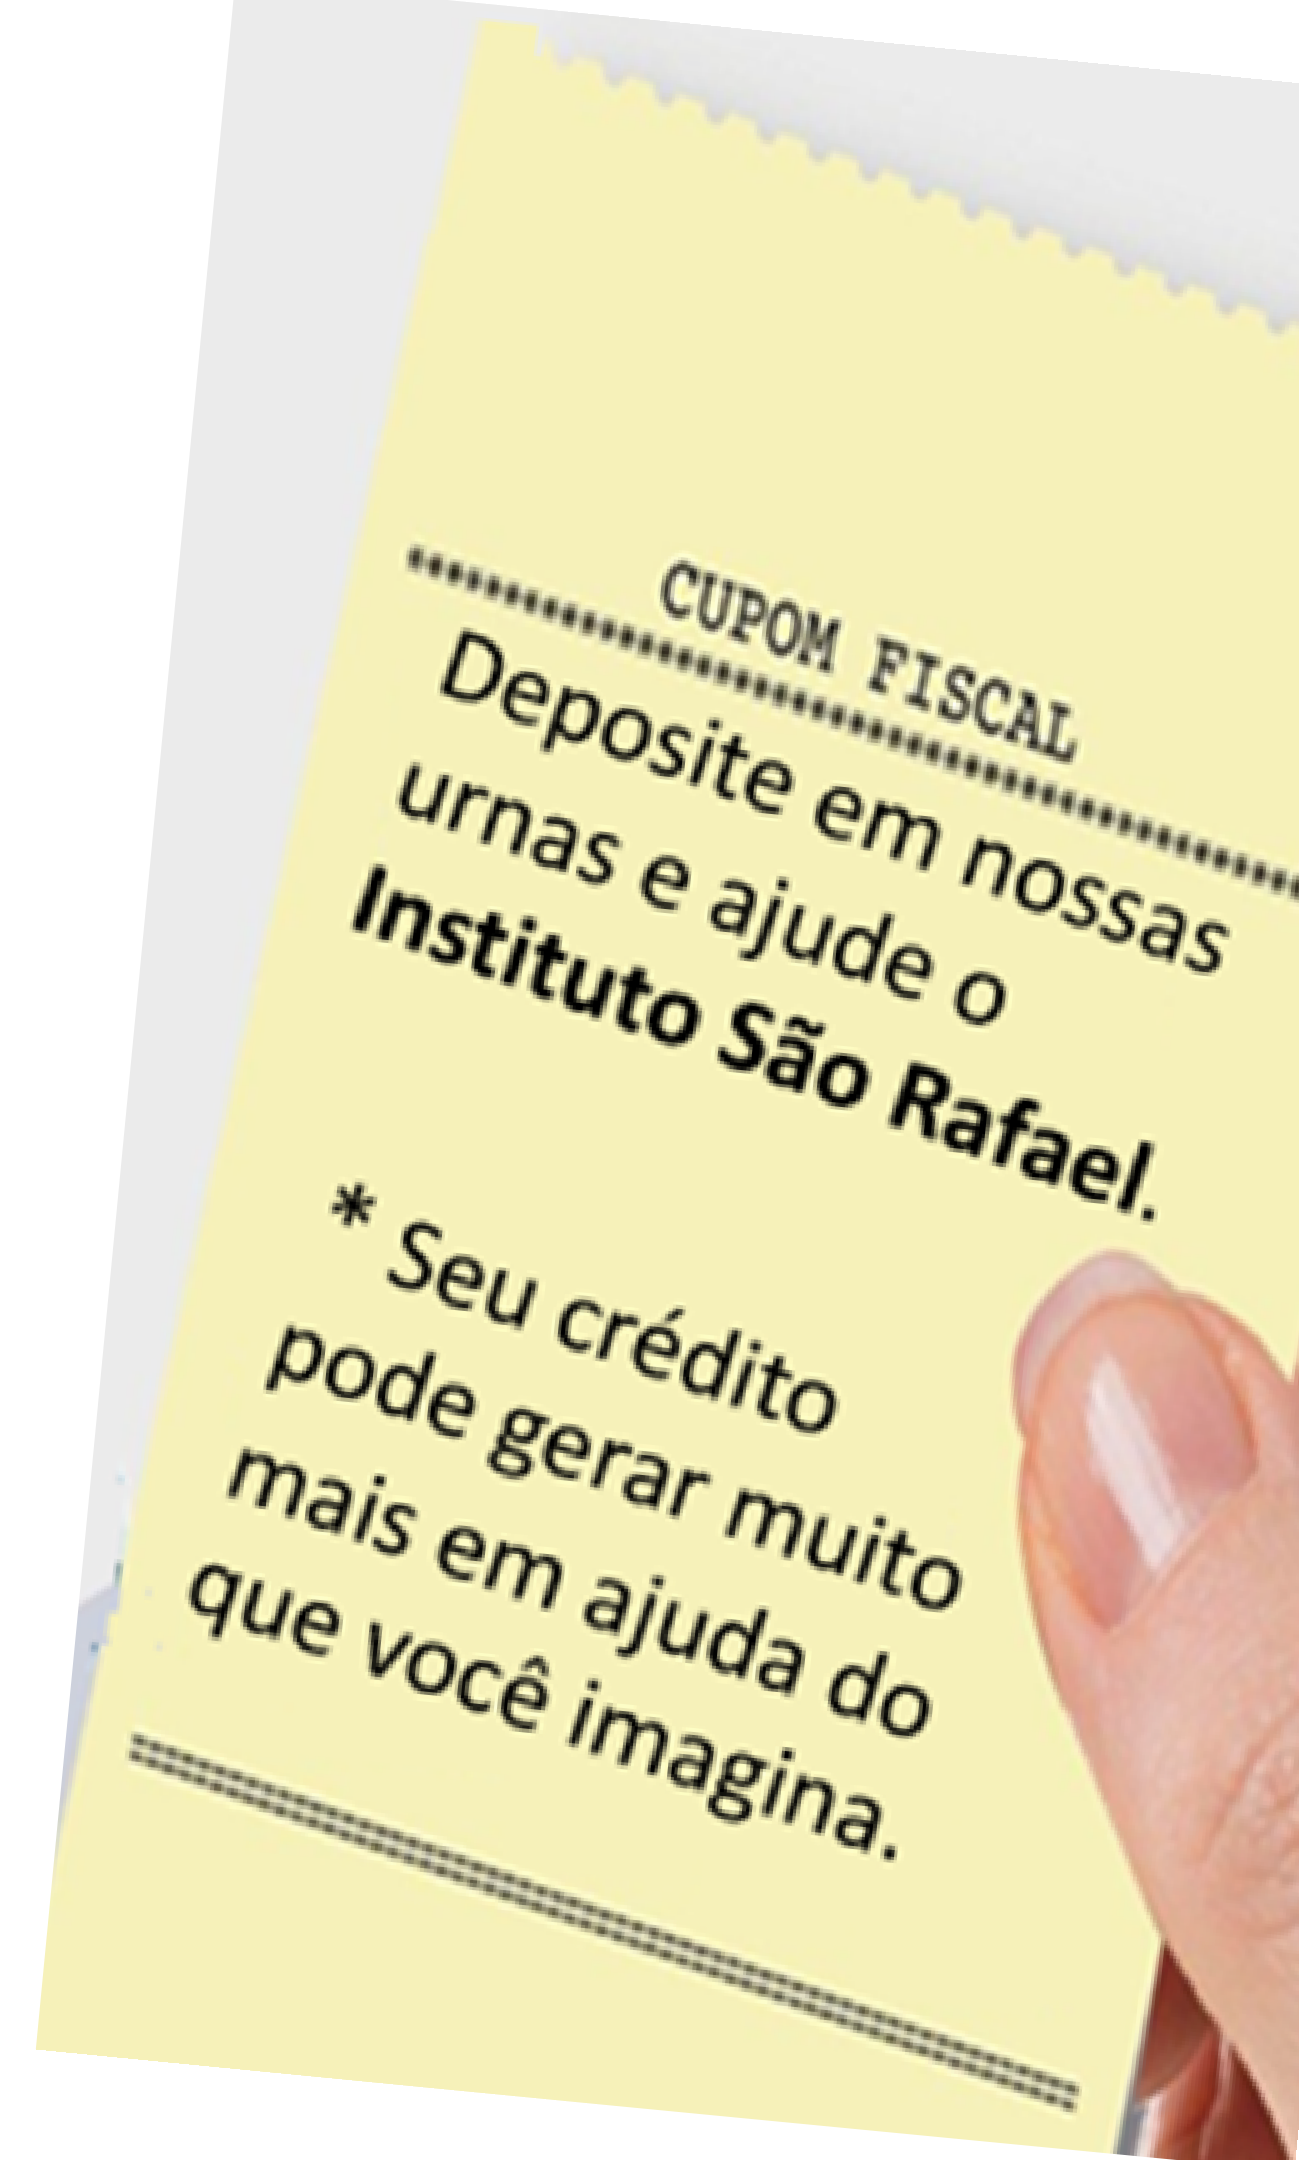 CUPOM FISCAL
Deposite em nossas
urnas e ajude o
Instituto São Rafael.
* Seu crédito
pode gerar muito
mais em ajuda do
que você imagina.